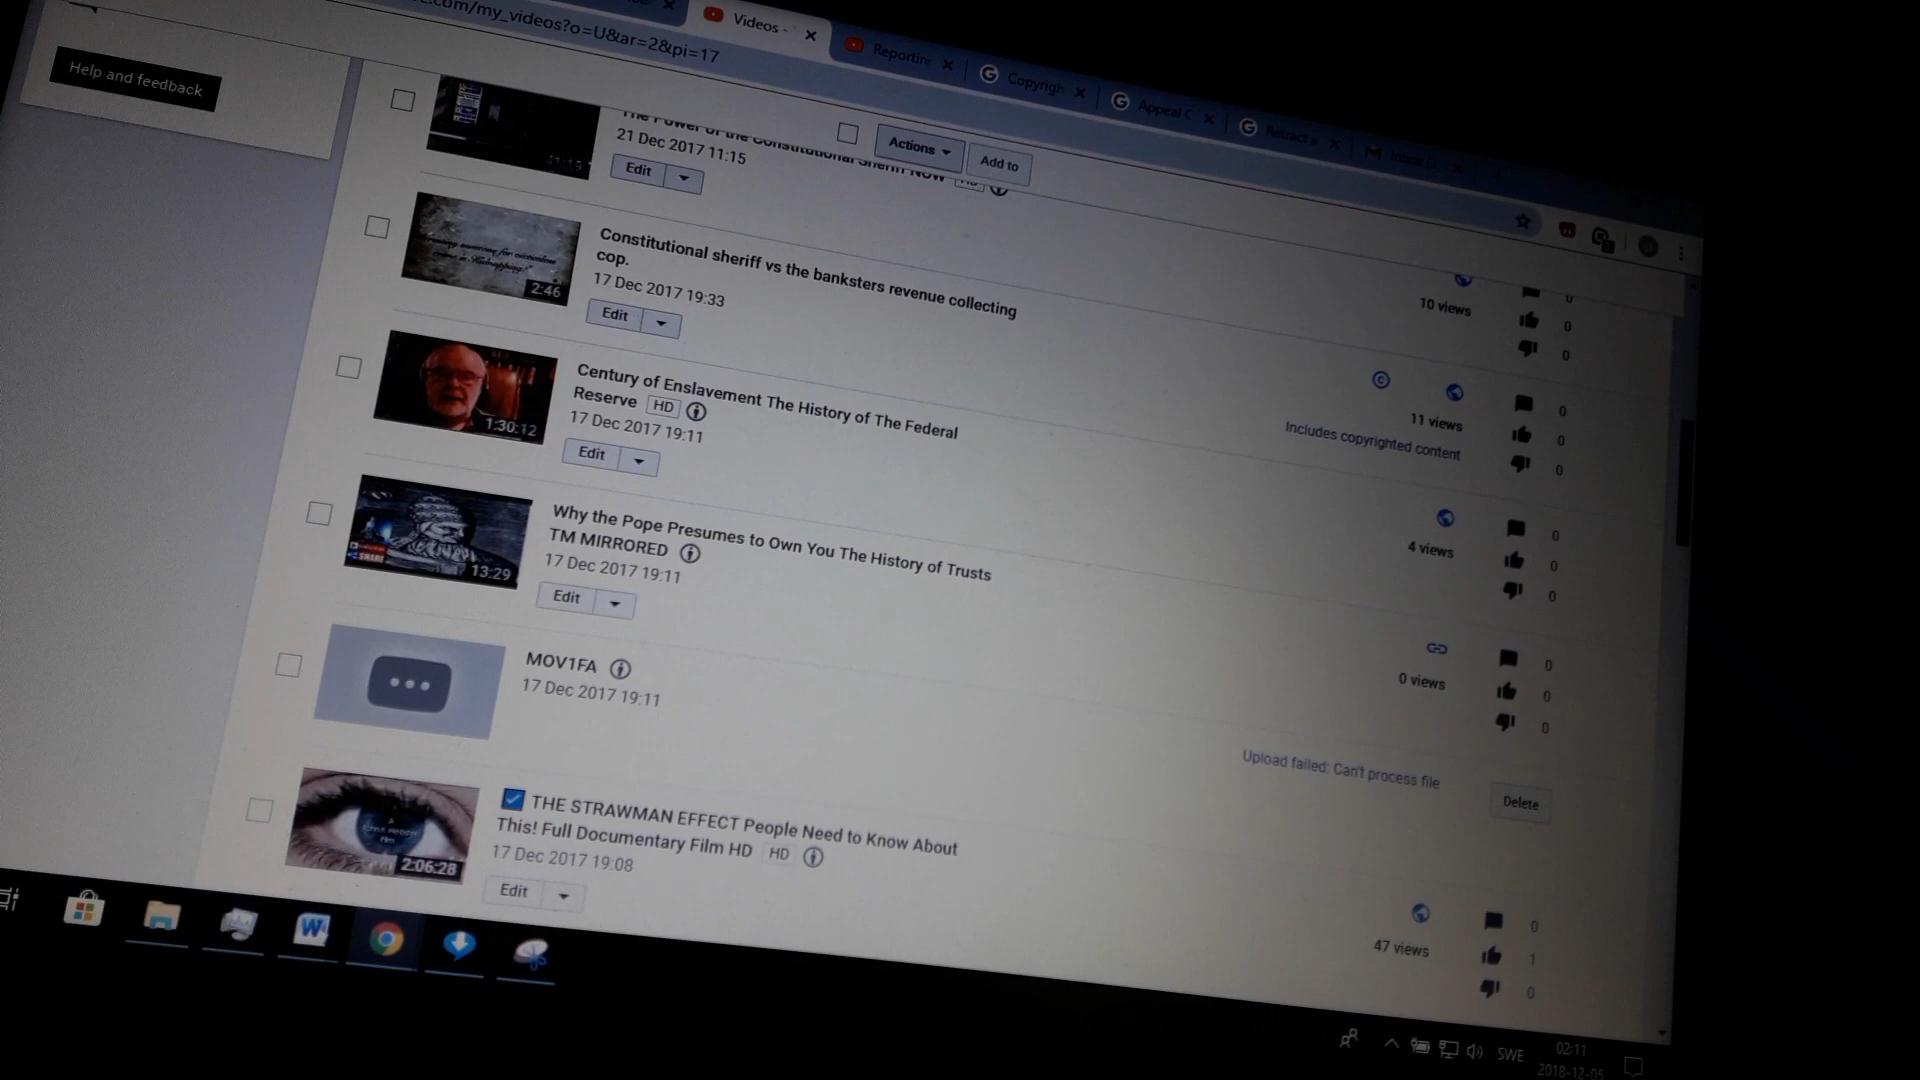 .com/my_videos?o=U&ar=2&pi=17
Videos -
Reporting
Copyrigh
Appeal C
Retract s
Inbox (
Help and feedback
Actions
Add to
The Power of the Constitutional Sheriff Now HD
21 Dec 2017 11:15
41:19
Edit
Constitutional sheriff vs the banksters revenue collecting
cop.
17 Dec 2017 19:33
2:46
Edit
10 views
0
0
0
Century of Enslavement The History of The Federal
Reserve HD
17 Dec 2017 19:11
1:30:12
Edit
11 views
Includes copyrighted content
0
0
0
Why the Pope Presumes to Own You The History of Trusts
TM MIRRORED
17 Dec 2017 19:11
SHARE
13:29
Edit
4 views
0
0
0
MOV1FA
17 Dec 2017 19:11
0 views
0
0
0
Upload failed: Can't process file
Delete
THE STRAWMAN EFFECT People Need to Know About
This! Full Documentary Film HD HD
17 Dec 2017 19:08
2:06:28
Edit
47 views
0
1
0
SWE
02:11
2018-12-05